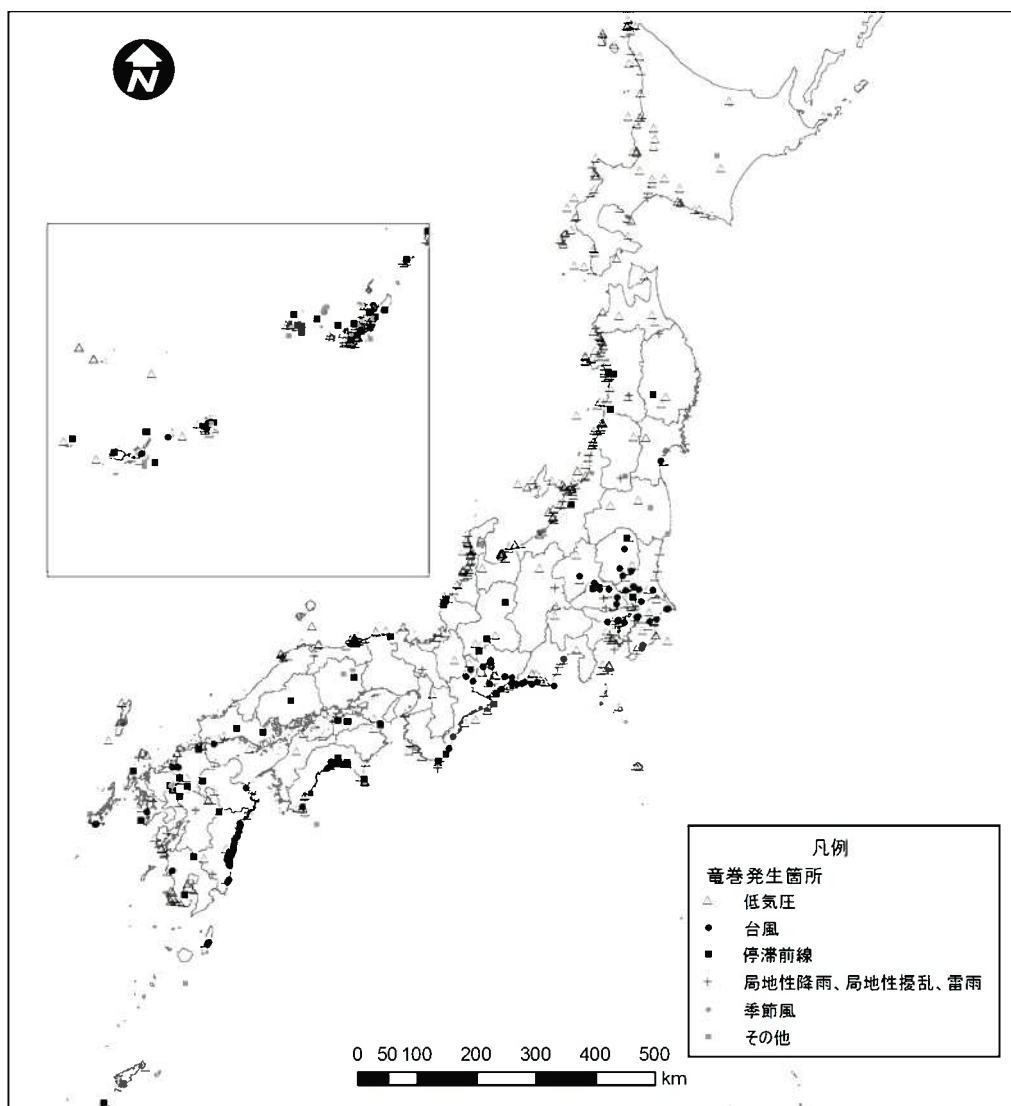 N
凡例
竜巻発生箇所
低気圧
台風
停滞前線
局地性降雨、局地性擾乱、雷雨
季節風
その他
0 50 100 200 300 400 500
km